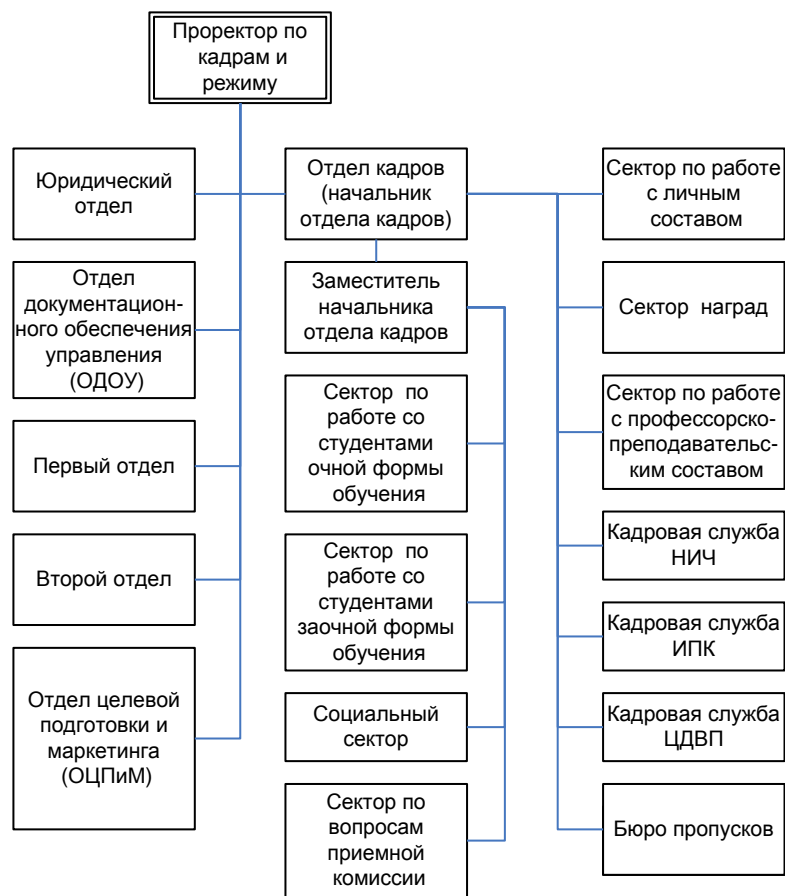 Проректор по
кадрам и
режиму
Юридический
отдел
Отдел
документацион-
ного обеспечения
управления
(ОДОУ)
Первый отдел
Второй отдел
Отдел целевой
подготовки и
маркетинга
(ОЦПиМ)
Отдел кадров
(начальник
отдела кадров)
Заместитель
начальника
отдела кадров
Сектор по
работе со
студентами
очной формы
обучения
Сектор по
работе со
студентами
заочной формы
обучения
Социальный
сектор
Сектор по
вопросам
приемной
комиссии
Сектор по работе
с личным
составом
Сектор наград
Сектор по работе
с профессорско-
преподавательс-
ким составом
Кадровая служба
НИЧ
Кадровая служба
ИПК
Кадровая служба
ЦДВП
Бюро пропусков